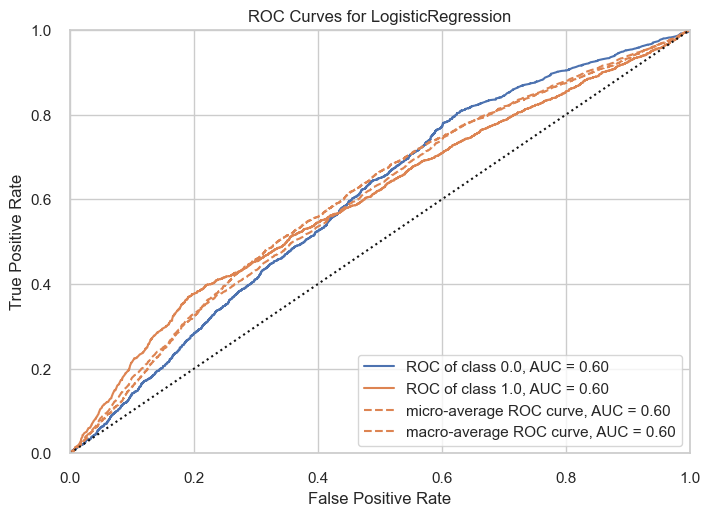 ROC Curves for LogisticRegression
True Positive Rate
1.0
0.8
0.6
0.4
0.2
0.0
ROC of class 0.0, AUC = 0.60
ROC of class 1.0, AUC = 0.60
micro-average ROC curve, AUC = 0.60
macro-average ROC curve, AUC = 0.60
0.0 0.2 0.4 0.6 0.8 1.0
False Positive Rate